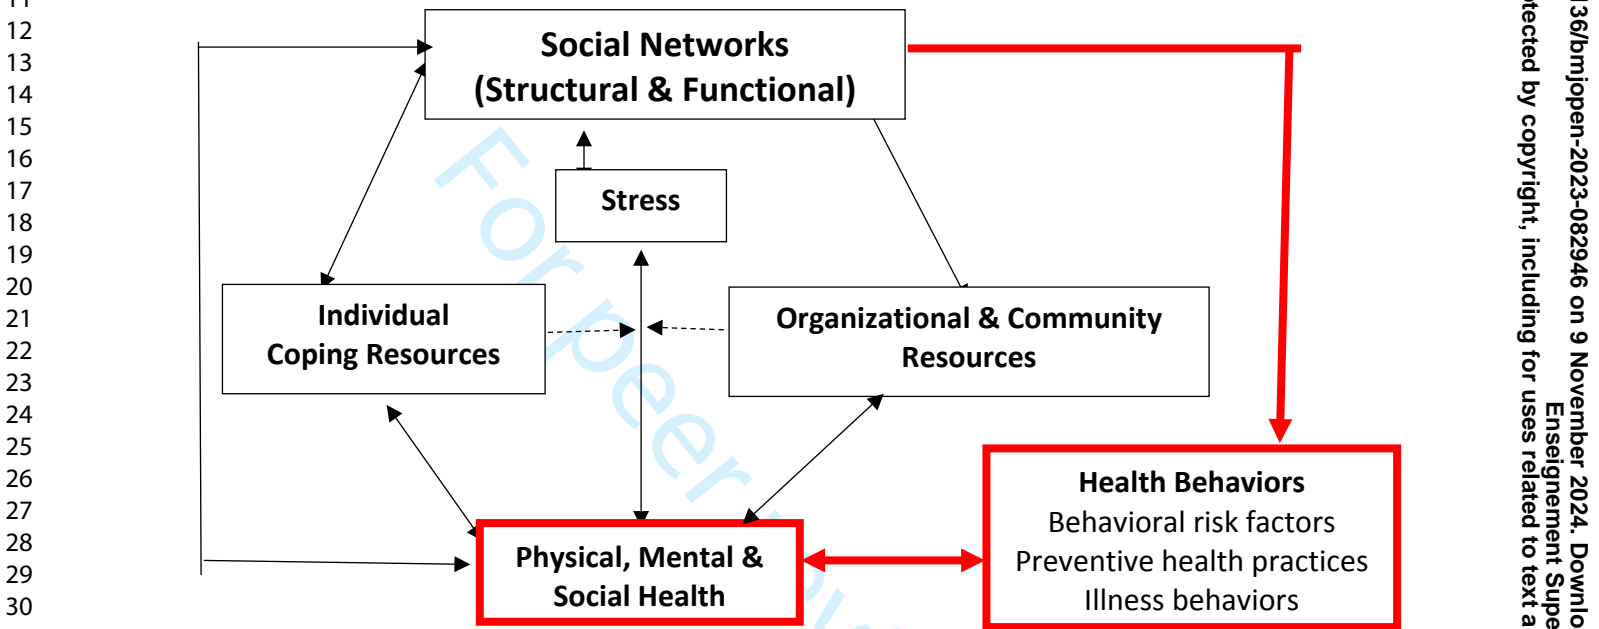 11
12
13
14
15
16
17
18
19
20
21
22
23
24
25
26
27
28
29
30
Social Networks
(Structural & Functional)
Stress
Individual
Coping Resources
Organizational & Community
Resources
Physical, Mental &
Social Health
Health Behaviors
Behavioral risk factors
Preventive health practices
Illness behaviors
For peer
136/bmjopen-2023-082946 on 9 November 2024. Downlo
Enseignement Supe
tected by copyright, including for uses related to text a